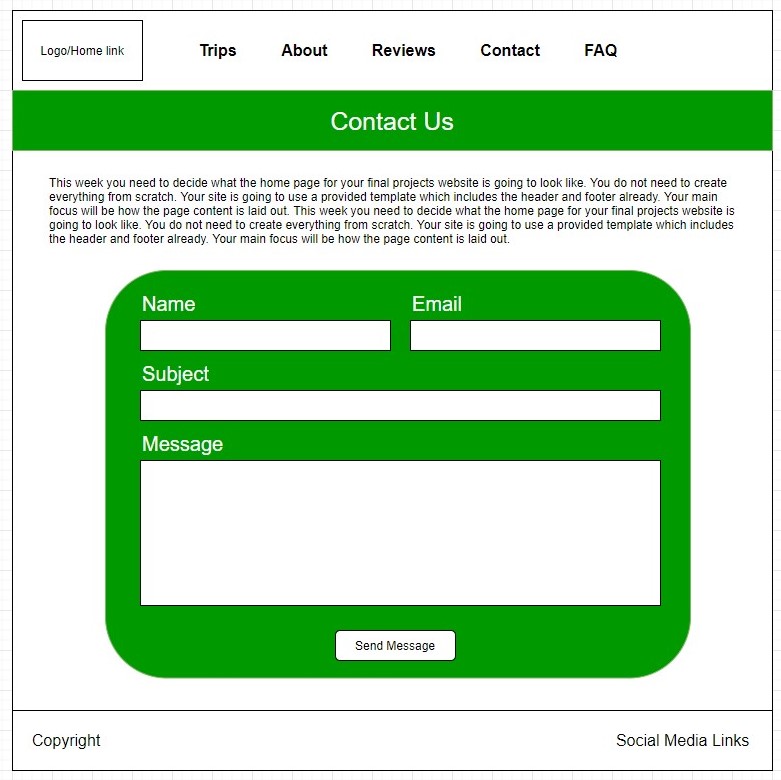 Logo/Home link Trips About Reviews Contact FAQ
Contact Us
This week you need to decide what the home page for your final projects website is going to look like. You do not need to create
everything from scratch. Your site is going to use a provided template which includes the header and footer already. Your main
focus will be how the page content is laid out. This week you need to decide what the home page for your final projects website is
going to look like. You do not need to create everything from scratch. Your site is going to use a provided template which includes
the header and footer already. Your main focus will be how the page content is laid out.
Name Email
Subject
Message
Send Message
Copyright Social Media Links